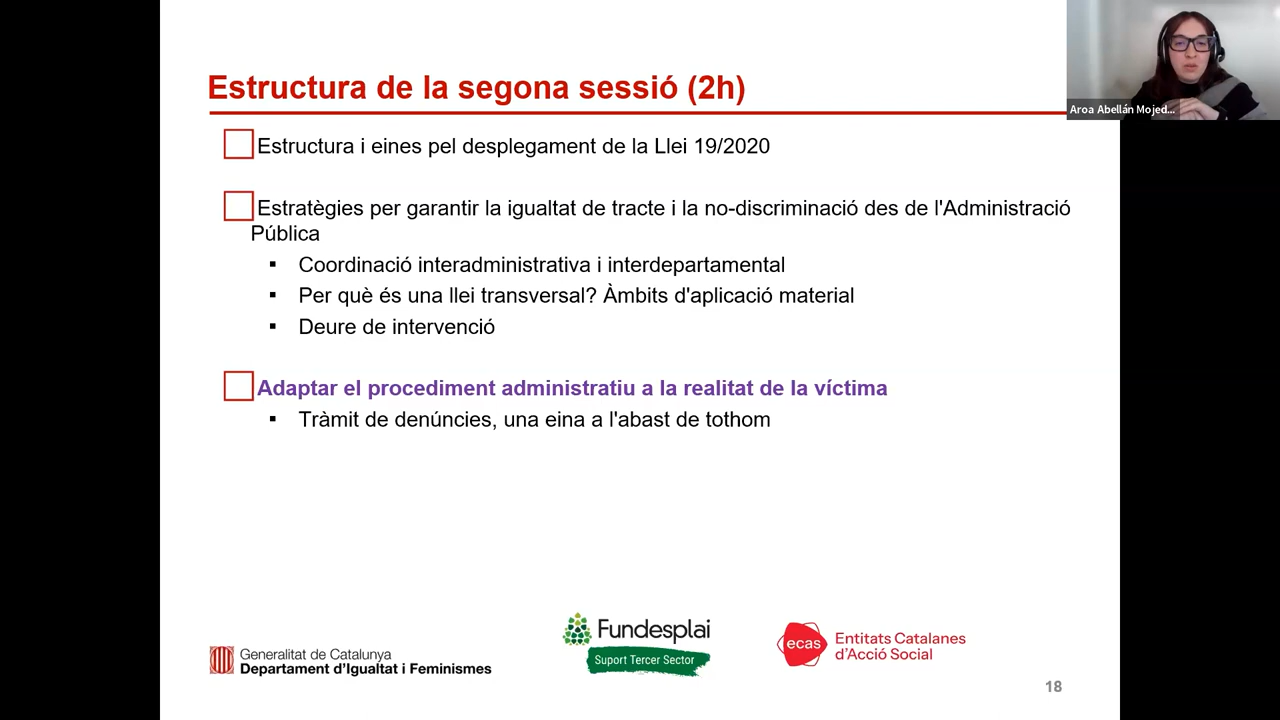 Estructura de la segona sessió (2h)
Aroa Abellán Mojed...
Estructura i eines pel desplegament de la Llei 19/2020
Estratègies per garantir la igualtat de tracte i la no-discriminació des de l'Administració
Pública
▪ Coordinació interadministrativa i interdepartamental
▪ Per què és una llei transversal? Àmbits d'aplicació material
▪ Deure de intervenció
Adaptar el procediment administratiu a la realitat de la víctima
▪ Tràmit de denúncies, una eina a l'abast de tothom
Generalitat de Catalunya
Departament d'Igualtat i Feminismes
Fundesplai
Suport Tercer Sector
ecas
Entitats Catalanes
d'Acció Social
18